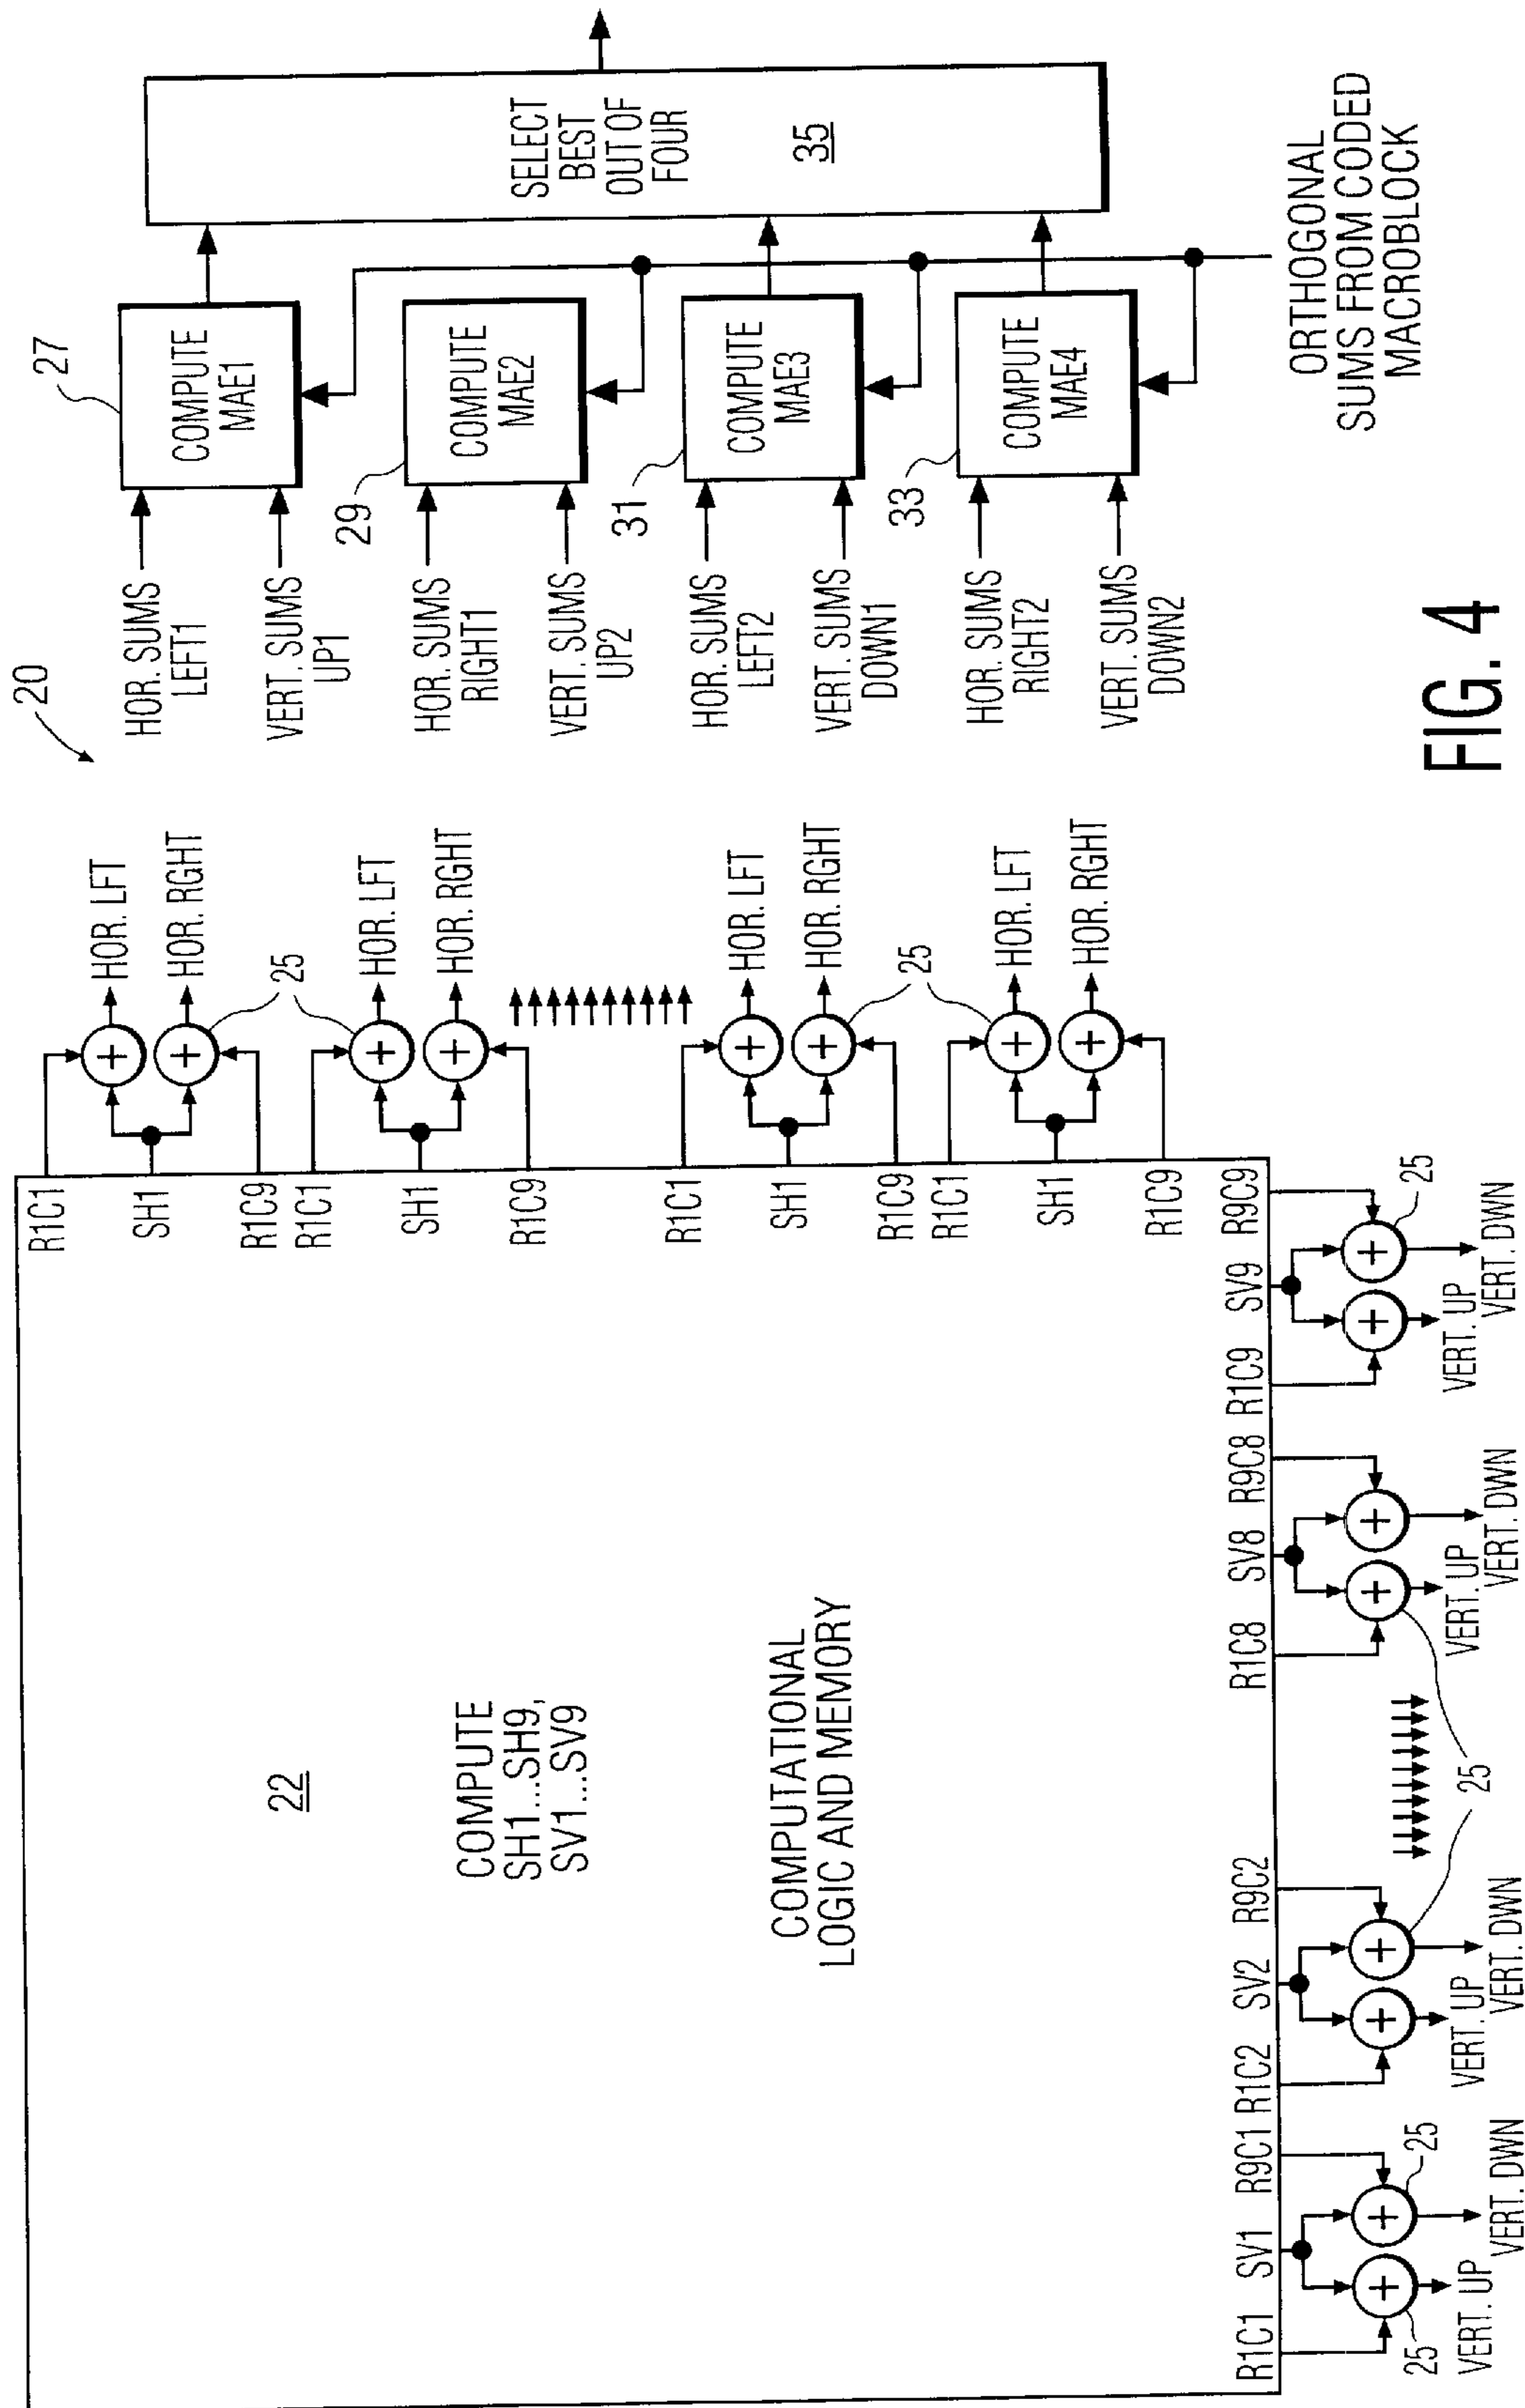 20
22
COMPUTE
SH1...SH9,
SV1...SV9
COMPUTATIONAL
LOGIC AND MEMORY
R1C1
SH1
R1C9
HOR. LFT
HOR. RGHT
25
R1C1
SH1
R1C9
HOR. LFT
HOR. RGHT
R1C1
SH1
R1C9
HOR. LFT
HOR. RGHT
25
R1C1
SH1
R1C9
HOR. LFT
HOR. RGHT
R1C1
SV1
R9C1
25
25
VERT. UP
VERT. DWN
R1C2
SV2
R9C2
VERT. UP
VERT. DWN
25
R1C8
SV8
R9C8
VERT. UP
VERT. DWN
R1C9
SV9
R9C9
25
VERT. UP
VERT. DWN
HOR. SUMS
LEFT1
VERT. SUMS
UP1
27
COMPUTE
MAE1
HOR. SUMS
RIGHT1
VERT. SUMS
UP2
29
COMPUTE
MAE2
HOR. SUMS
LEFT2
VERT. SUMS
DOWN1
31
COMPUTE
MAE3
HOR. SUMS
RIGHT2
VERT. SUMS
DOWN2
33
COMPUTE
MAE4
SELECT
BEST
OUT OF
FOUR
35
ORTHOGONAL
SUMS FROM CODED
MACROBLOCK
FIG. 4